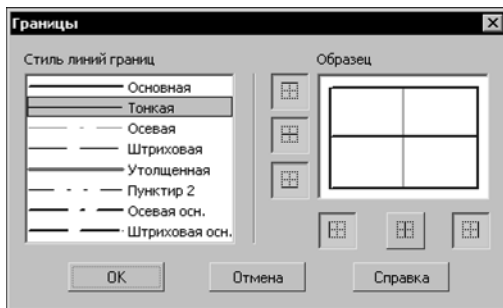 Границы
Стиль линий границ
Образец
Основная
Тонкая
Осевая
Штриховая
Утолщенная
Пунктир 2
Осевая осн.
Штриховая осн.
OK
Отмена
Справка